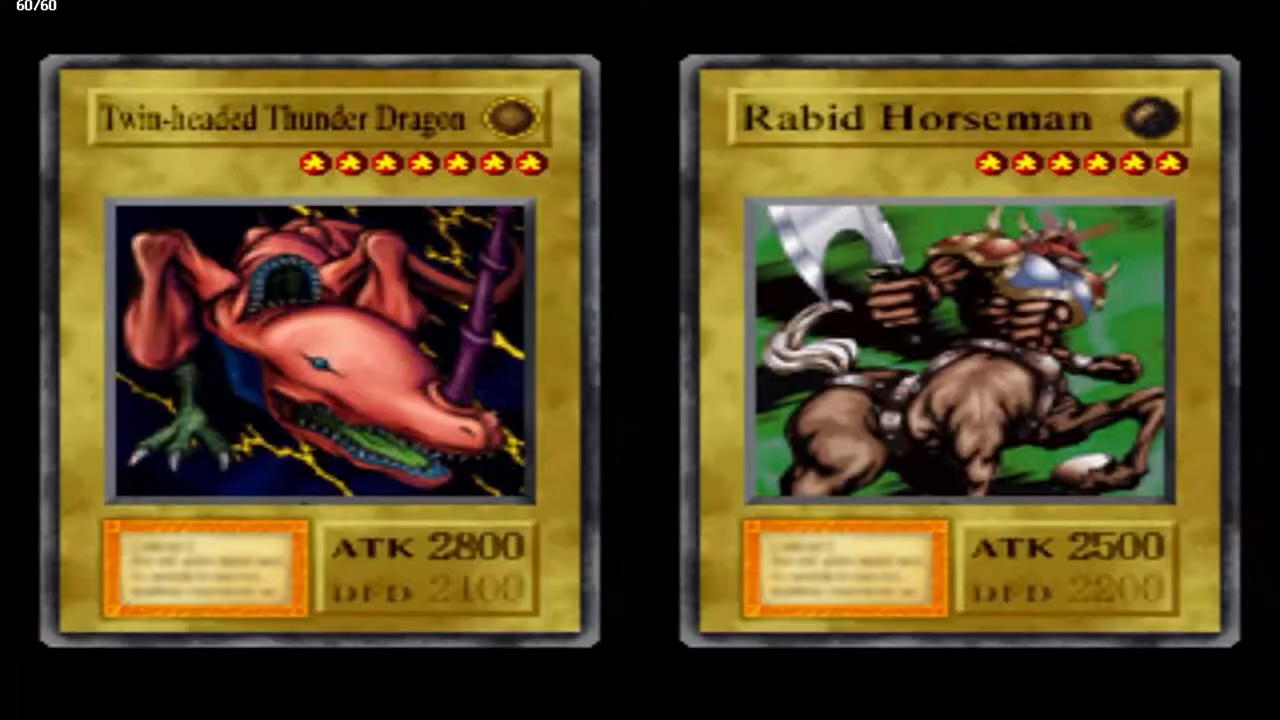 60/60
Twin-headed Thunder Dragon
ATK 2800
DFD 2100
Rabid Horseman
ATK 2500
DFD 2200